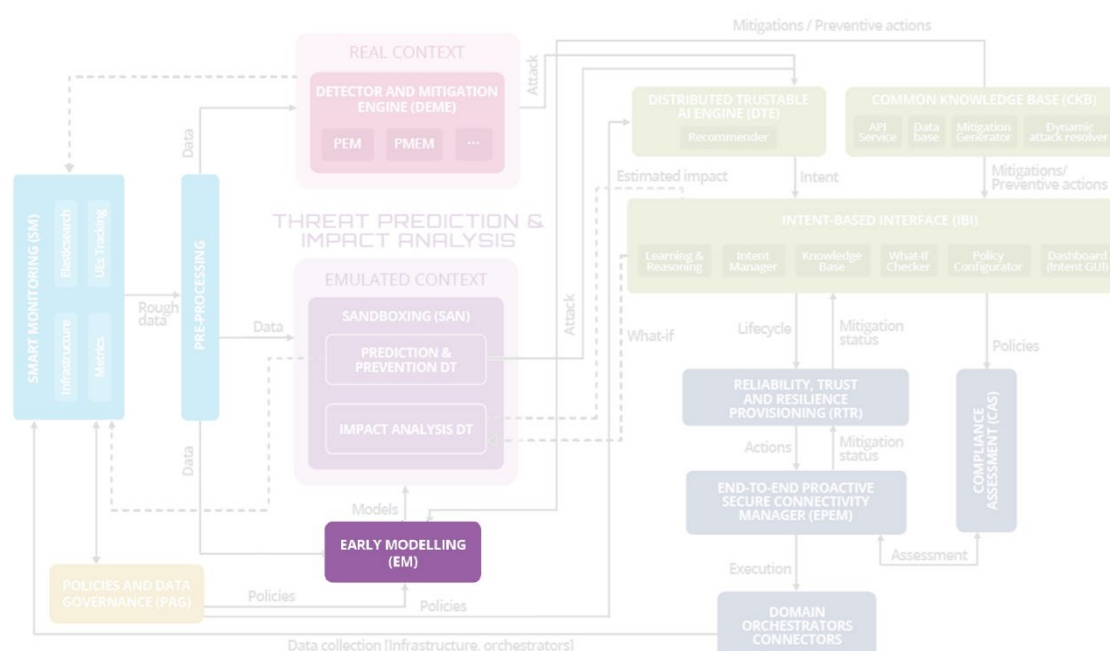 Mitigations / Preventive actions
REAL CONTEXT
DETECTOR AND MITIGATION
ENGINE (DEME)
PEM
PMEM
...
Attack
Data
DISTRIBUTED TRUSTABLE
AI ENGINE (DTE)
Recommender
COMMON KNOWLEDGE BASE (CKB)
API
Service
Data
base
Mitigation
Generator
Dynamic
attack resolver
Estimated impact
Intent
Mitigations/
Preventive actions
SMART MONITORING (SM)
Elasticsearch
UEs Tracking
Infrastructure
Metrics
Rough
data
PRE-PROCESSING
Data
THREAT PREDICTION &
IMPACT ANALYSIS
EMULATED CONTEXT
SANDBOXING (SAN)
PREDICTION &
PREVENTION DT
IMPACT ANALYSIS DT
Attack
INTENT-BASED INTERFACE (IBI)
Learning &
Reasoning
Intent
Manager
Knowledge
Base
What-If
Checker
Policy
Configurator
Dashboard
(Intent GUI)
What-if
Lifecycle
Mitigation
status
Policies
RELIABILITY, TRUST
AND RESILIENCE
PROVISIONING (RTR)
COMPLIANCE
ASSESSMENT (CAS)
Actions
Mitigation
status
Data
Models
END-TO-END PROACTIVE
SECURE CONNECTIVITY
MANAGER (EPEM)
EARLY MODELLING
(EM)
Assessment
Execution
POLICIES AND DATA
GOVERNANCE (PAG)
Policies
Policies
DOMAIN
ORCHESTRATORS
CONNECTORS
Data collection [Infrastructure, orchestrators]